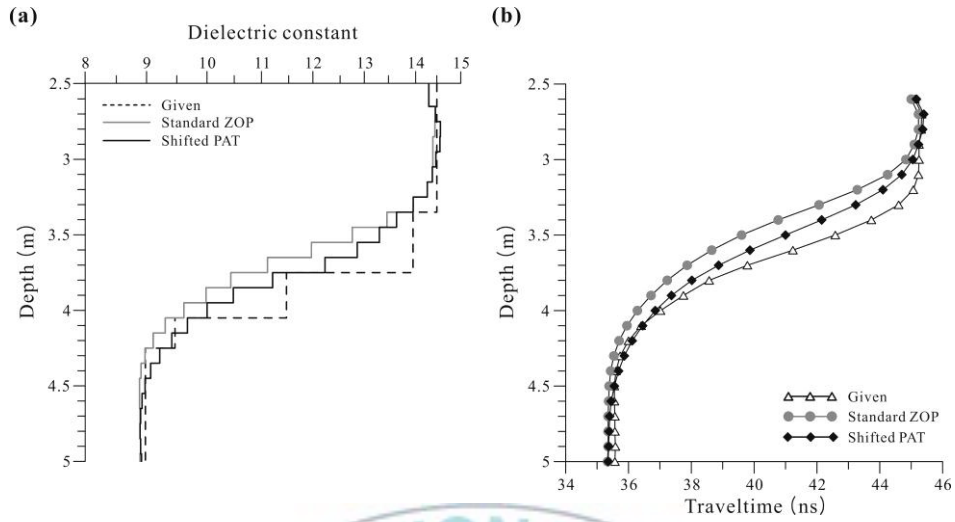 (a)
Dielectric constant
8 9 10 11 12 13 14 15
2.5
3
3.5
4
4.5
5
Depth (m)
Given
Standard ZOP
Shifted PAT
(b)
2.5
3
3.5
4
4.5
5
Depth (m)
Given
Standard ZOP
Shifted PAT
34 36 38 40 42 44 46
Traveltime (ns)